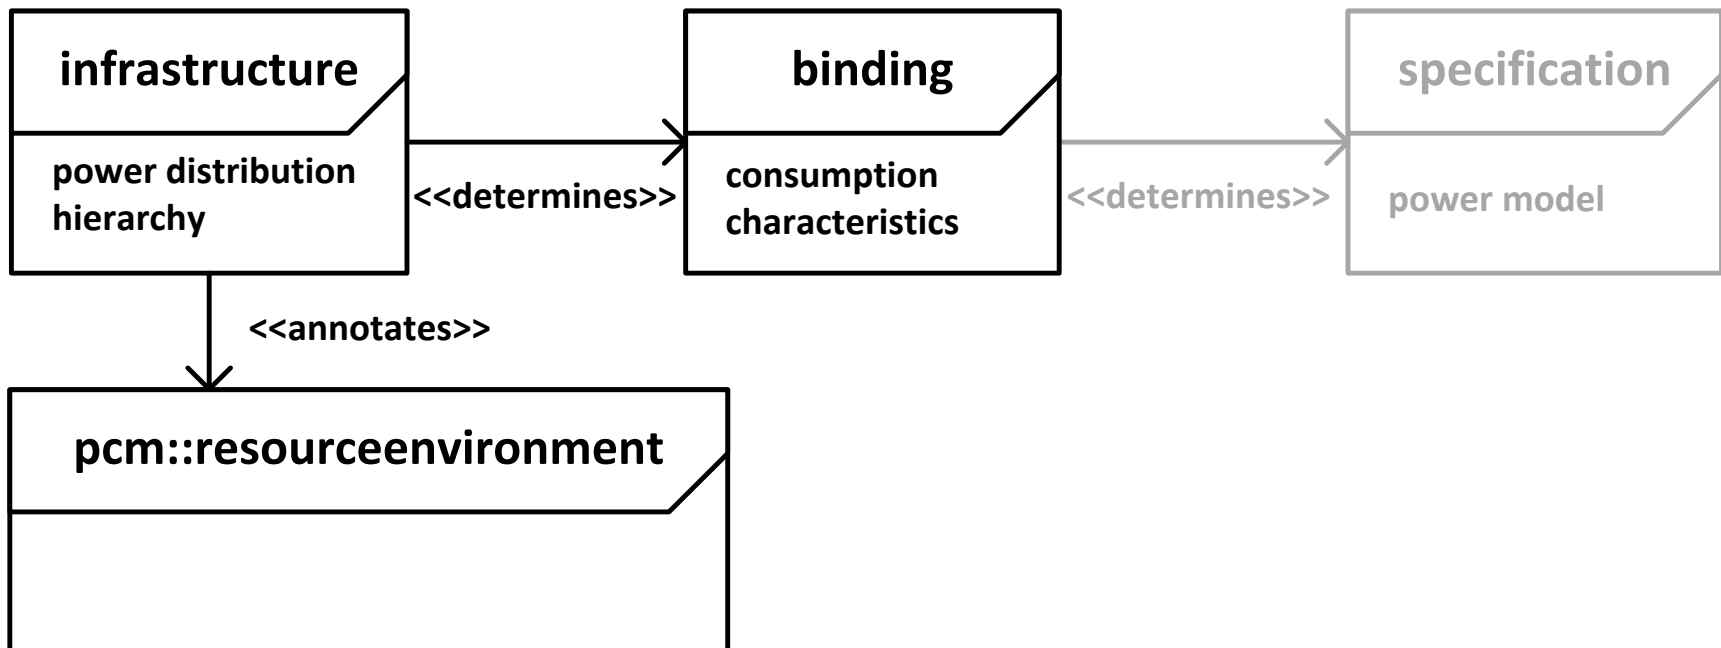 infrastructure
power distribution
hierarchy
<<determines>>
binding
consumption
characteristics
<<determines>>
specification
power model
<<annotates>>
pcm::resourceenvironment